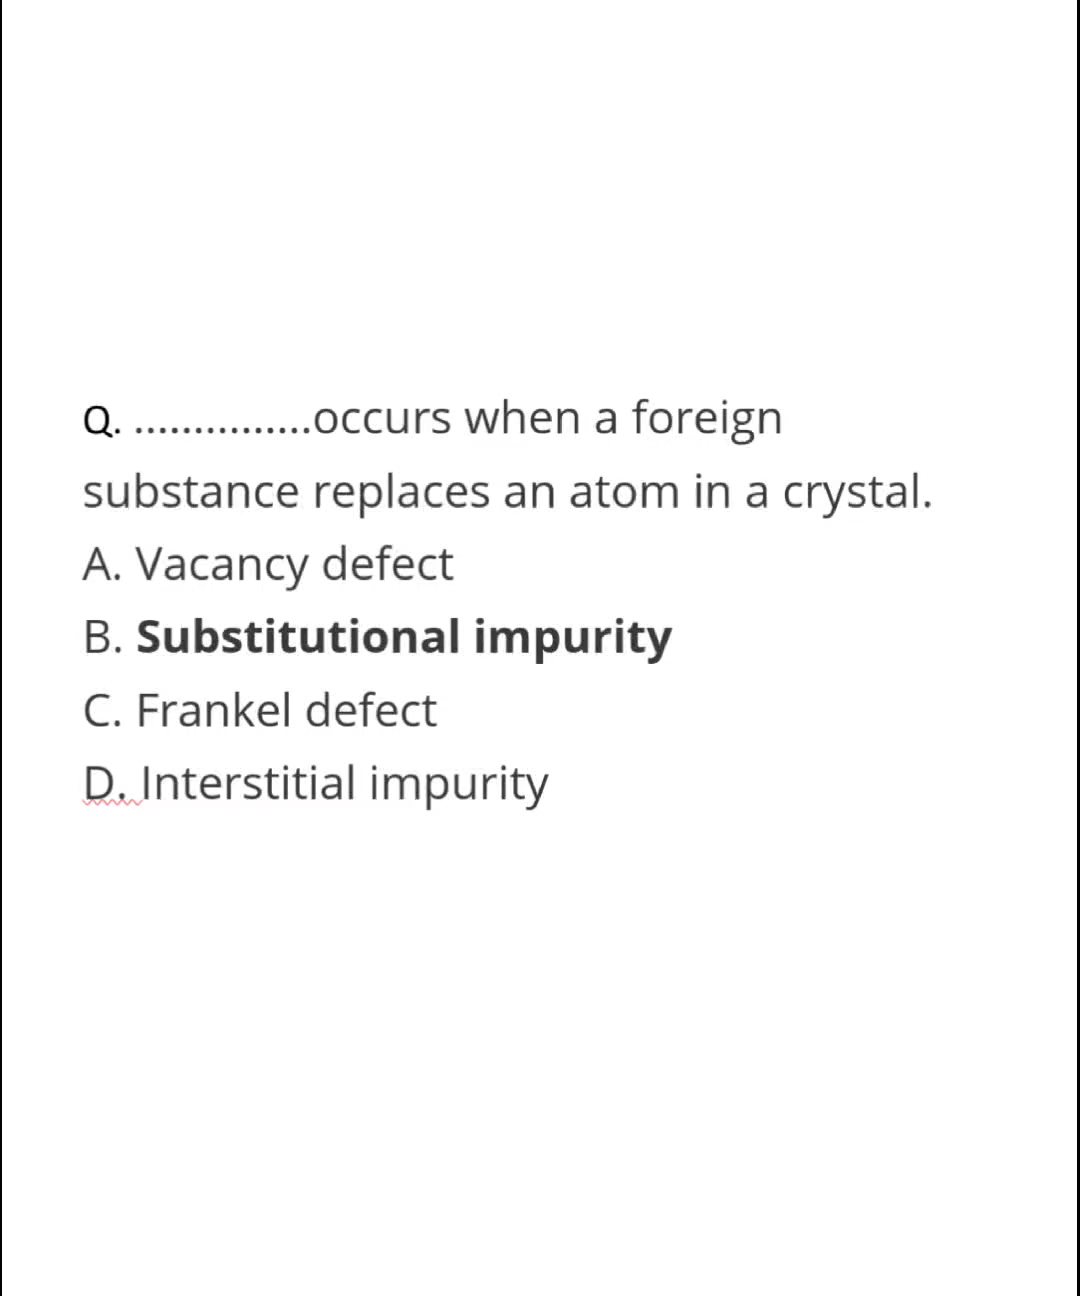 Q. ...............occurs when a foreign
substance replaces an atom in a crystal.
A. Vacancy defect
B. Substitutional impurity
C. Frankel defect
D. Interstitial impurity